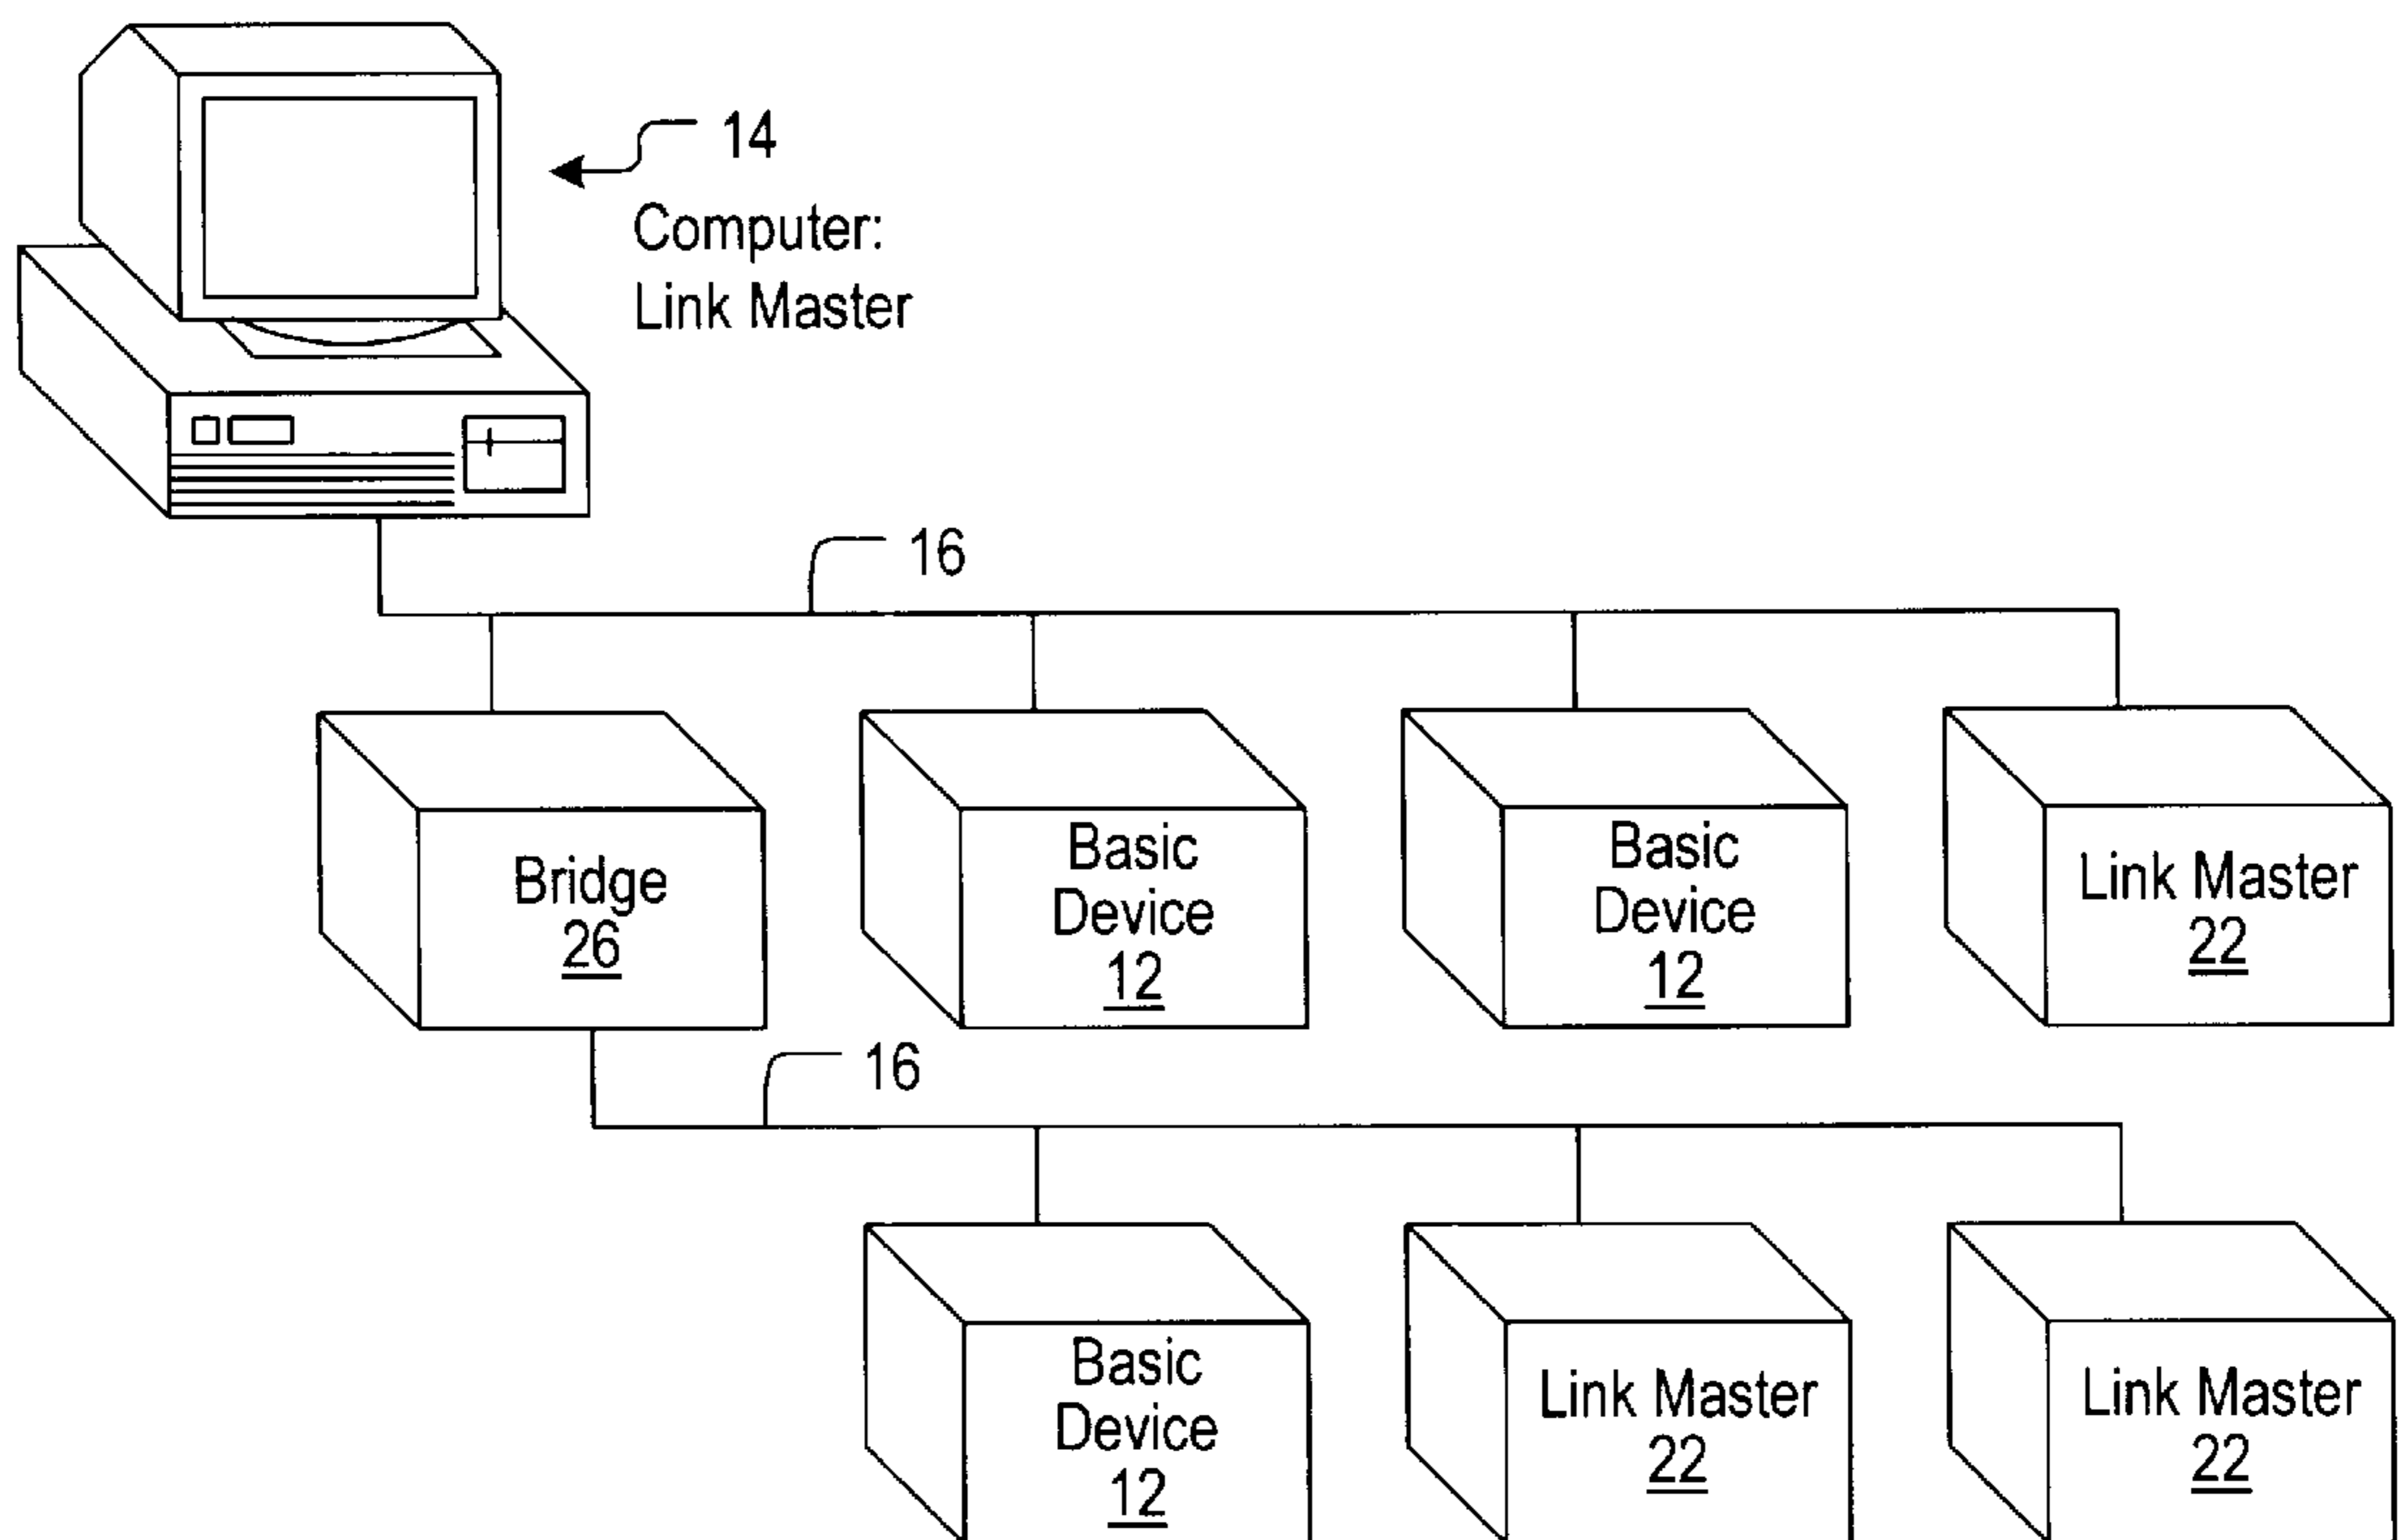 14
Computer:
Link Master
16
Bridge
26
Basic
Device
12
Basic
Device
12
Link Master
22
16
Basic
Device
12
Link Master
22
Link Master
22